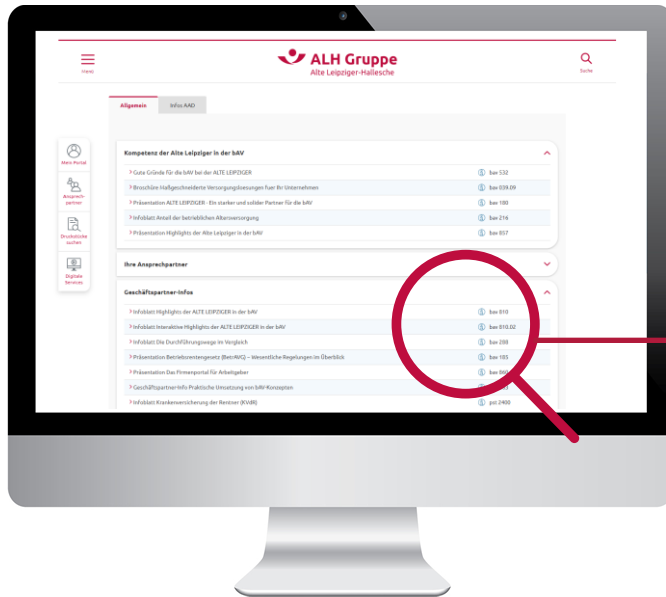 ALH Gruppe
Alte Leipziger-Hallesche
Menü
Suche
Allgemein
Infos AAD
Mein Portal
Ansprech-
partner
Druckstücke
suchen
Digitale
Services
Kompetenz der Alte Leipziger in der bAV
Gute Gründe für die bAV bei der ALTE LEIPZIGER bav 532
Broschüre Maßgeschneiderte Versorgungsloesungen fuer Ihr Unternehmen bav 039.09
Präsentation ALTE LEIPZIGER - Ein starker und solider Partner für die bAV bav 100
Infoblatt Anteil der betrieblichen Altersversorgung bav 216
Präsentation Highlights der Alte Leipziger in der bAV bav 057
Ihre Ansprechpartner
Geschäftspartner-Infos
Infoblatt Highlights der ALTE LEIPZIGER in der bAV bav 010
Infoblatt Interaktive Highlights der ALTE LEIPZIGER in der bAV bav 010.02
Infoblatt Die Durchführungswege im Vergleich bav 208
Präsentation Betriebsrentengesetz (BetrAVG) – Wesentliche Regelungen im Überblick bav 185
Präsentation Das Firmenportal für Arbeitgeber bav 060
Geschäftspartner-Info Praktische Umsetzung von bAV-Konzepten
Infoblatt Krankenversicherung der Rentner (KVdR) pst 2400